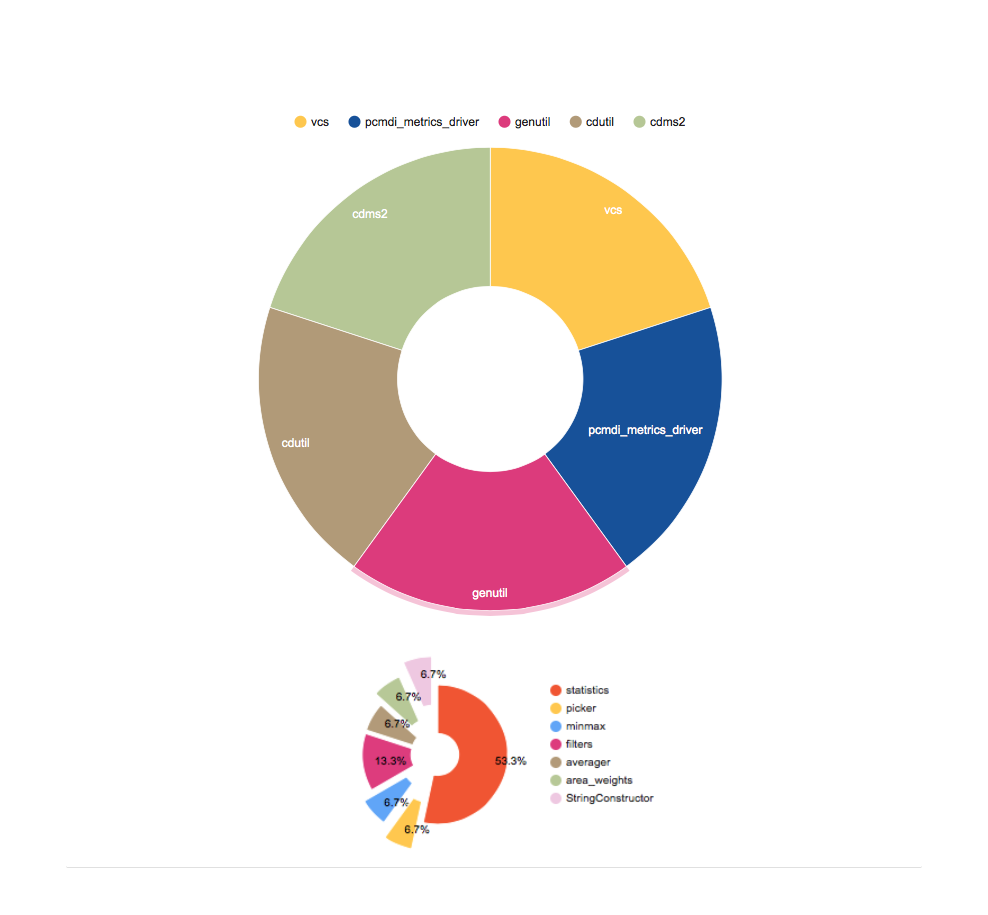 vcs pcmdi_metrics_driver genutil cdutil cdms2
cdms2
vcs
pcmdi_metrics_driver
cdutil
genutil
6.7%
statistics
6.7%
picker
6.7%
minmax
filters
13.3%
53.3%
averager
area_weights
6.7%
StringConstructor
6.7%